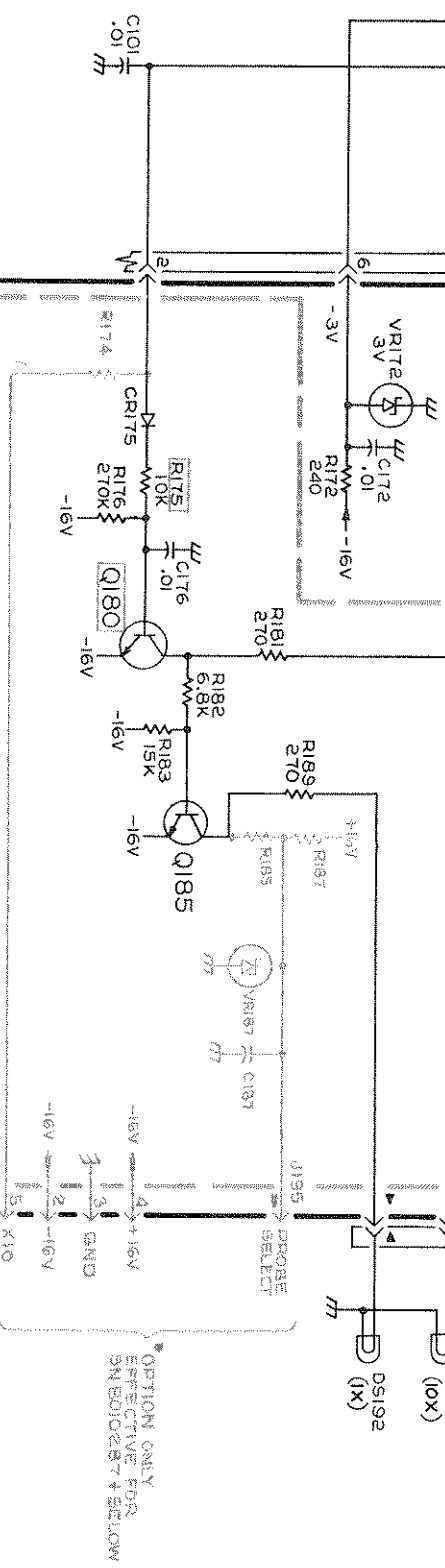 C101
.01
2
6
-3V
VR172
3V
C172
.01
R172
240
-16V
R174
CR175
R175
10K
R176
270K
-16V
C176
.01
Q180
-16V
R181
270
R182
6.8K
R183
15K
-16V
Q185
-16V
R189
270
+16V
R187
R185
VR187
C187
J195
PROBE
SELECT
-16V
4
+16V
3
GND
-16V
2
-16V
5
X10
(10X)
DS192
(1X)
*OPTION ONLY
EFFECTIVE FOR
SN B010287 & BELOW